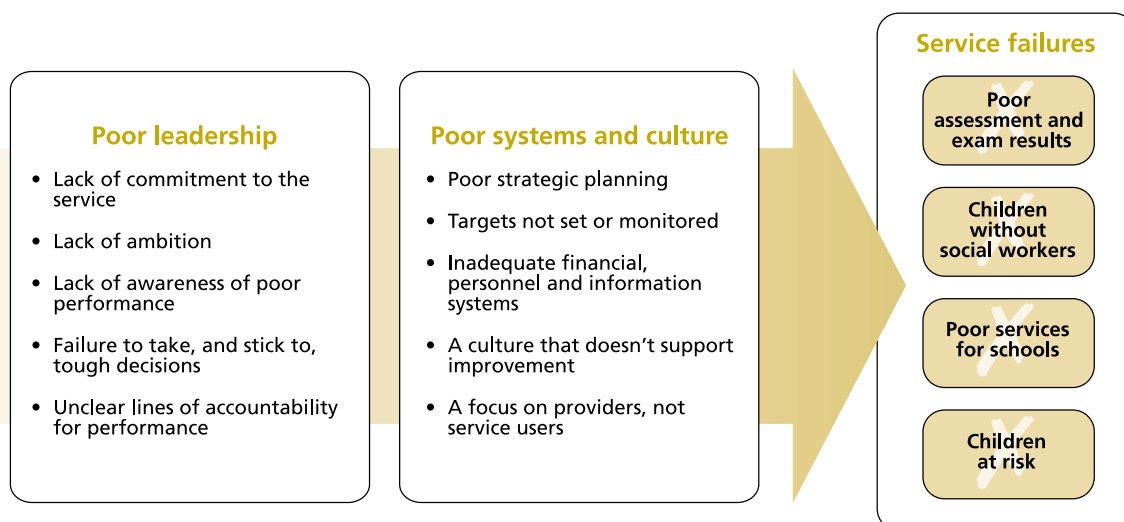 Poor leadership
• Lack of commitment to the
service
• Lack of ambition
• Lack of awareness of poor
performance
• Failure to take, and stick to,
tough decisions
• Unclear lines of accountability
for performance
Poor systems and culture
• Poor strategic planning
• Targets not set or monitored
• Inadequate financial,
personnel and information
systems
• A culture that doesn’t support
improvement
• A focus on providers, not
service users
Service failures
Poor
assessment and
exam results
Children
without
social workers
Poor services
for schools
Children
at risk